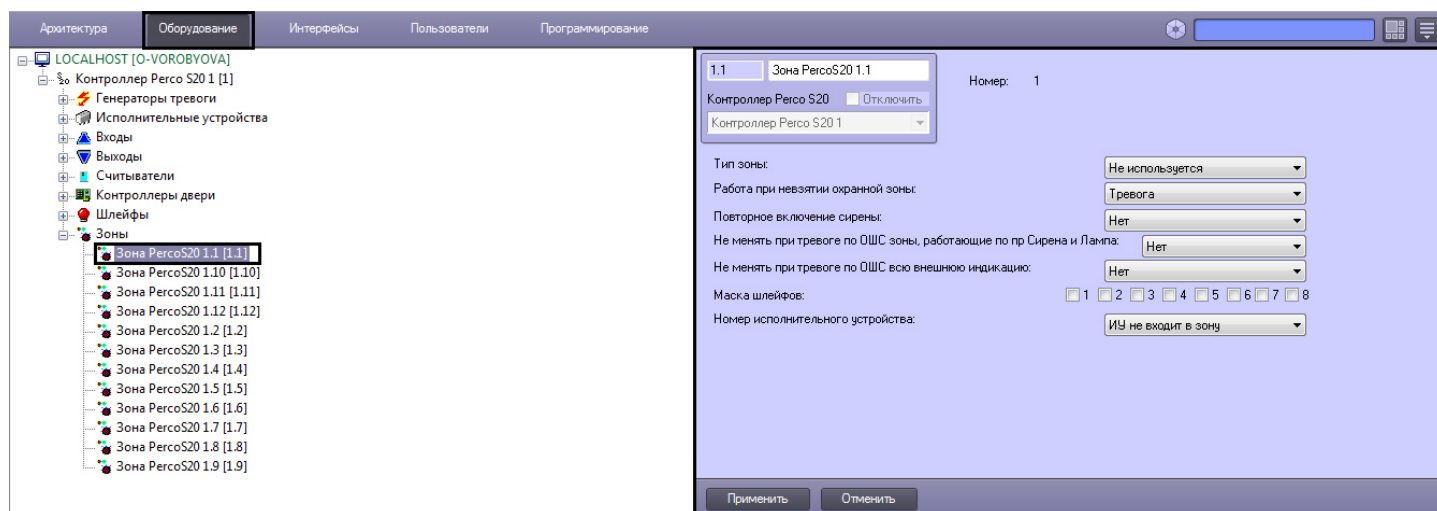 Архитектура Оборудование Интерфейсы Пользователи Программирование
LOCALHOST [O-VOROBYOVA]
Контроллер Perco S20 1 [1]
Генераторы тревоги
Исполнительные устройства
Входы
Выходы
Считыватели
Контроллеры двери
Шлейфы
Зоны
Зона PercoS20 1.1 [1.1]
Зона PercoS20 1.10 [1.10]
Зона PercoS20 1.11 [1.11]
Зона PercoS20 1.12 [1.12]
Зона PercoS20 1.2 [1.2]
Зона PercoS20 1.3 [1.3]
Зона PercoS20 1.4 [1.4]
Зона PercoS20 1.5 [1.5]
Зона PercoS20 1.6 [1.6]
Зона PercoS20 1.7 [1.7]
Зона PercoS20 1.8 [1.8]
Зона PercoS20 1.9 [1.9]
1.1 Зона PercoS20 1.1
Номер: 1
Контроллер Perco S20 Отключить
Контроллер Perco S20 1
Тип зоны: Не используется
Работа при невзятии охранной зоны: Тревога
Повторное включение сирены: Нет
Не менять при тревоге по ОШС зоны, работающие по пр Сирена и Лампа: Нет
Не менять при тревоге по ОШС всю внешнюю индикацию: Нет
Маска шлейфов: 1 2 3 4 5 6 7 8
Номер исполнительного устройства: ИУ не входит в зону
Применить Отменить